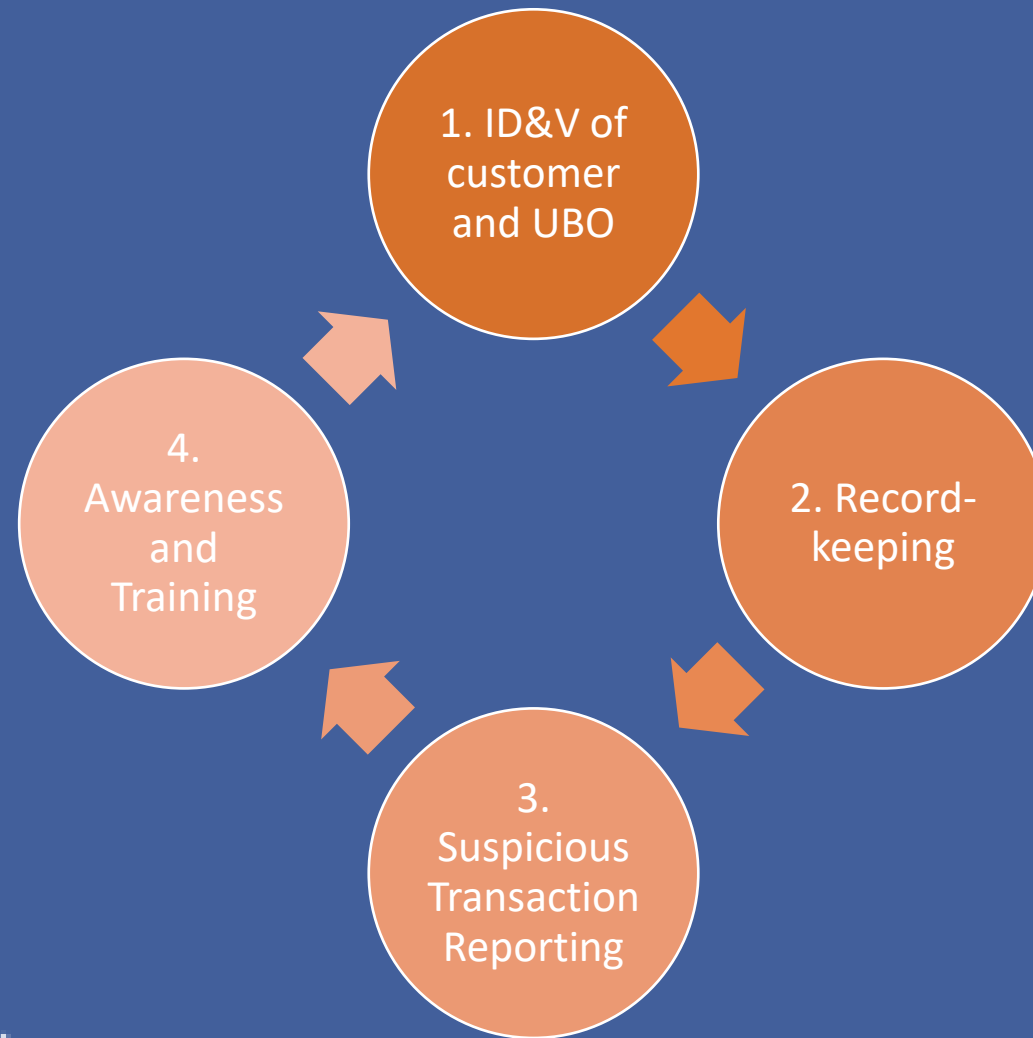 1. ID&V of
customer
and UBO
2. Record-
keeping
3.
Suspicious
Transaction
Reporting
4.
Awareness
and
Training